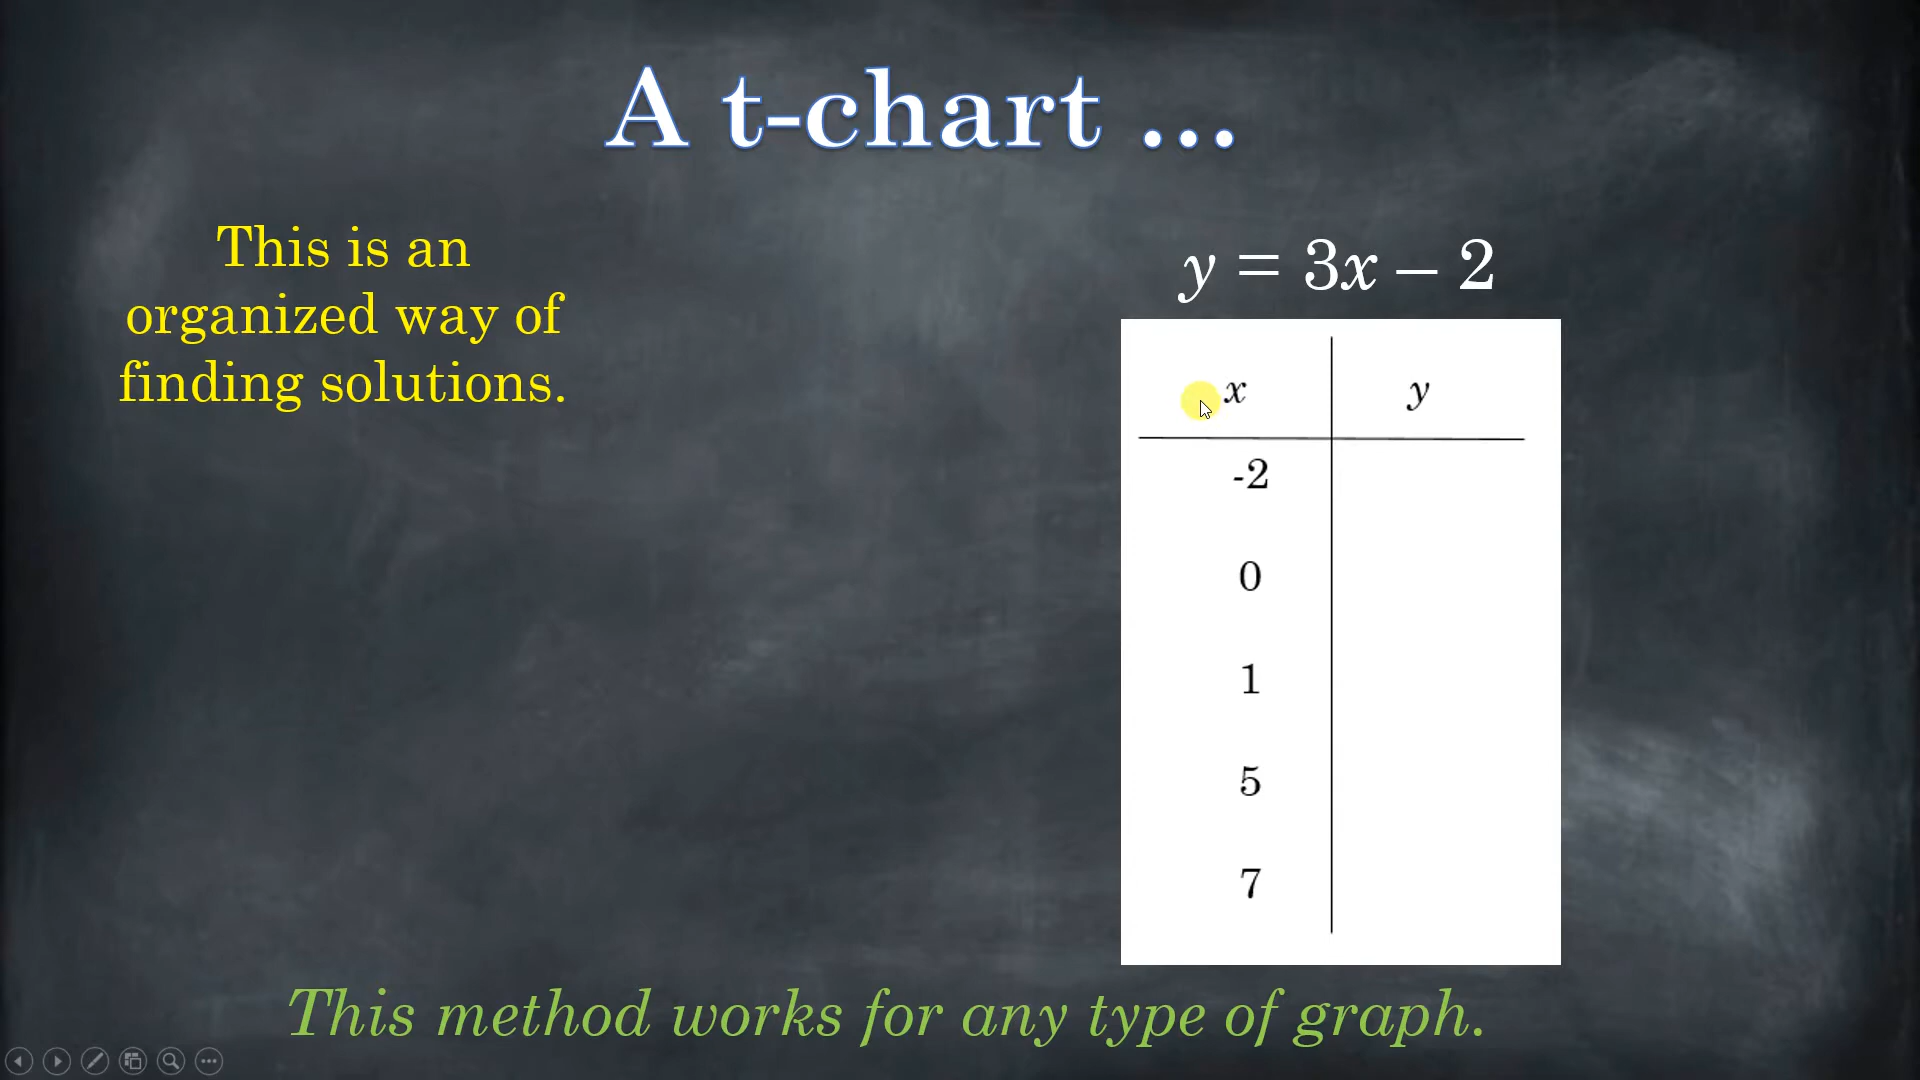 A t-chart ...
This is an
organized way of
finding solutions.
y = 3x – 2
x y
-2
0
1
5
7
This method works for any type of graph.